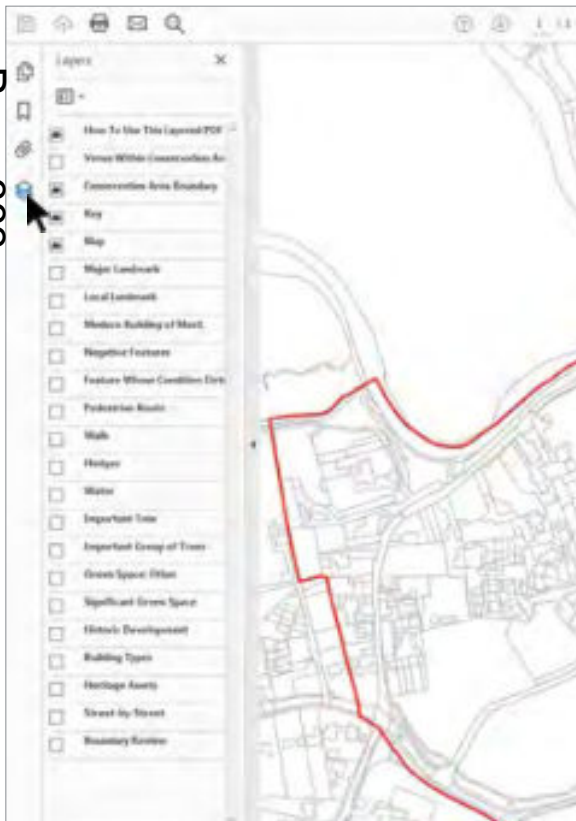 Layers
How To Use This Layered PDF
Views Within Conservation Ar
Conservation Area Boundary
Key
Map
Major Landmark
Local Landmark
Modern Building of Merit
Negative Features
Feature Whose Condition Detr
Pedestrian Route
Walls
Hedges
Water
Important Tree
Important Group of Trees
Green Space: Other
Significant Green Space
Historic Development
Building Types
Heritage Assets
Street-by-Street
Boundary Review